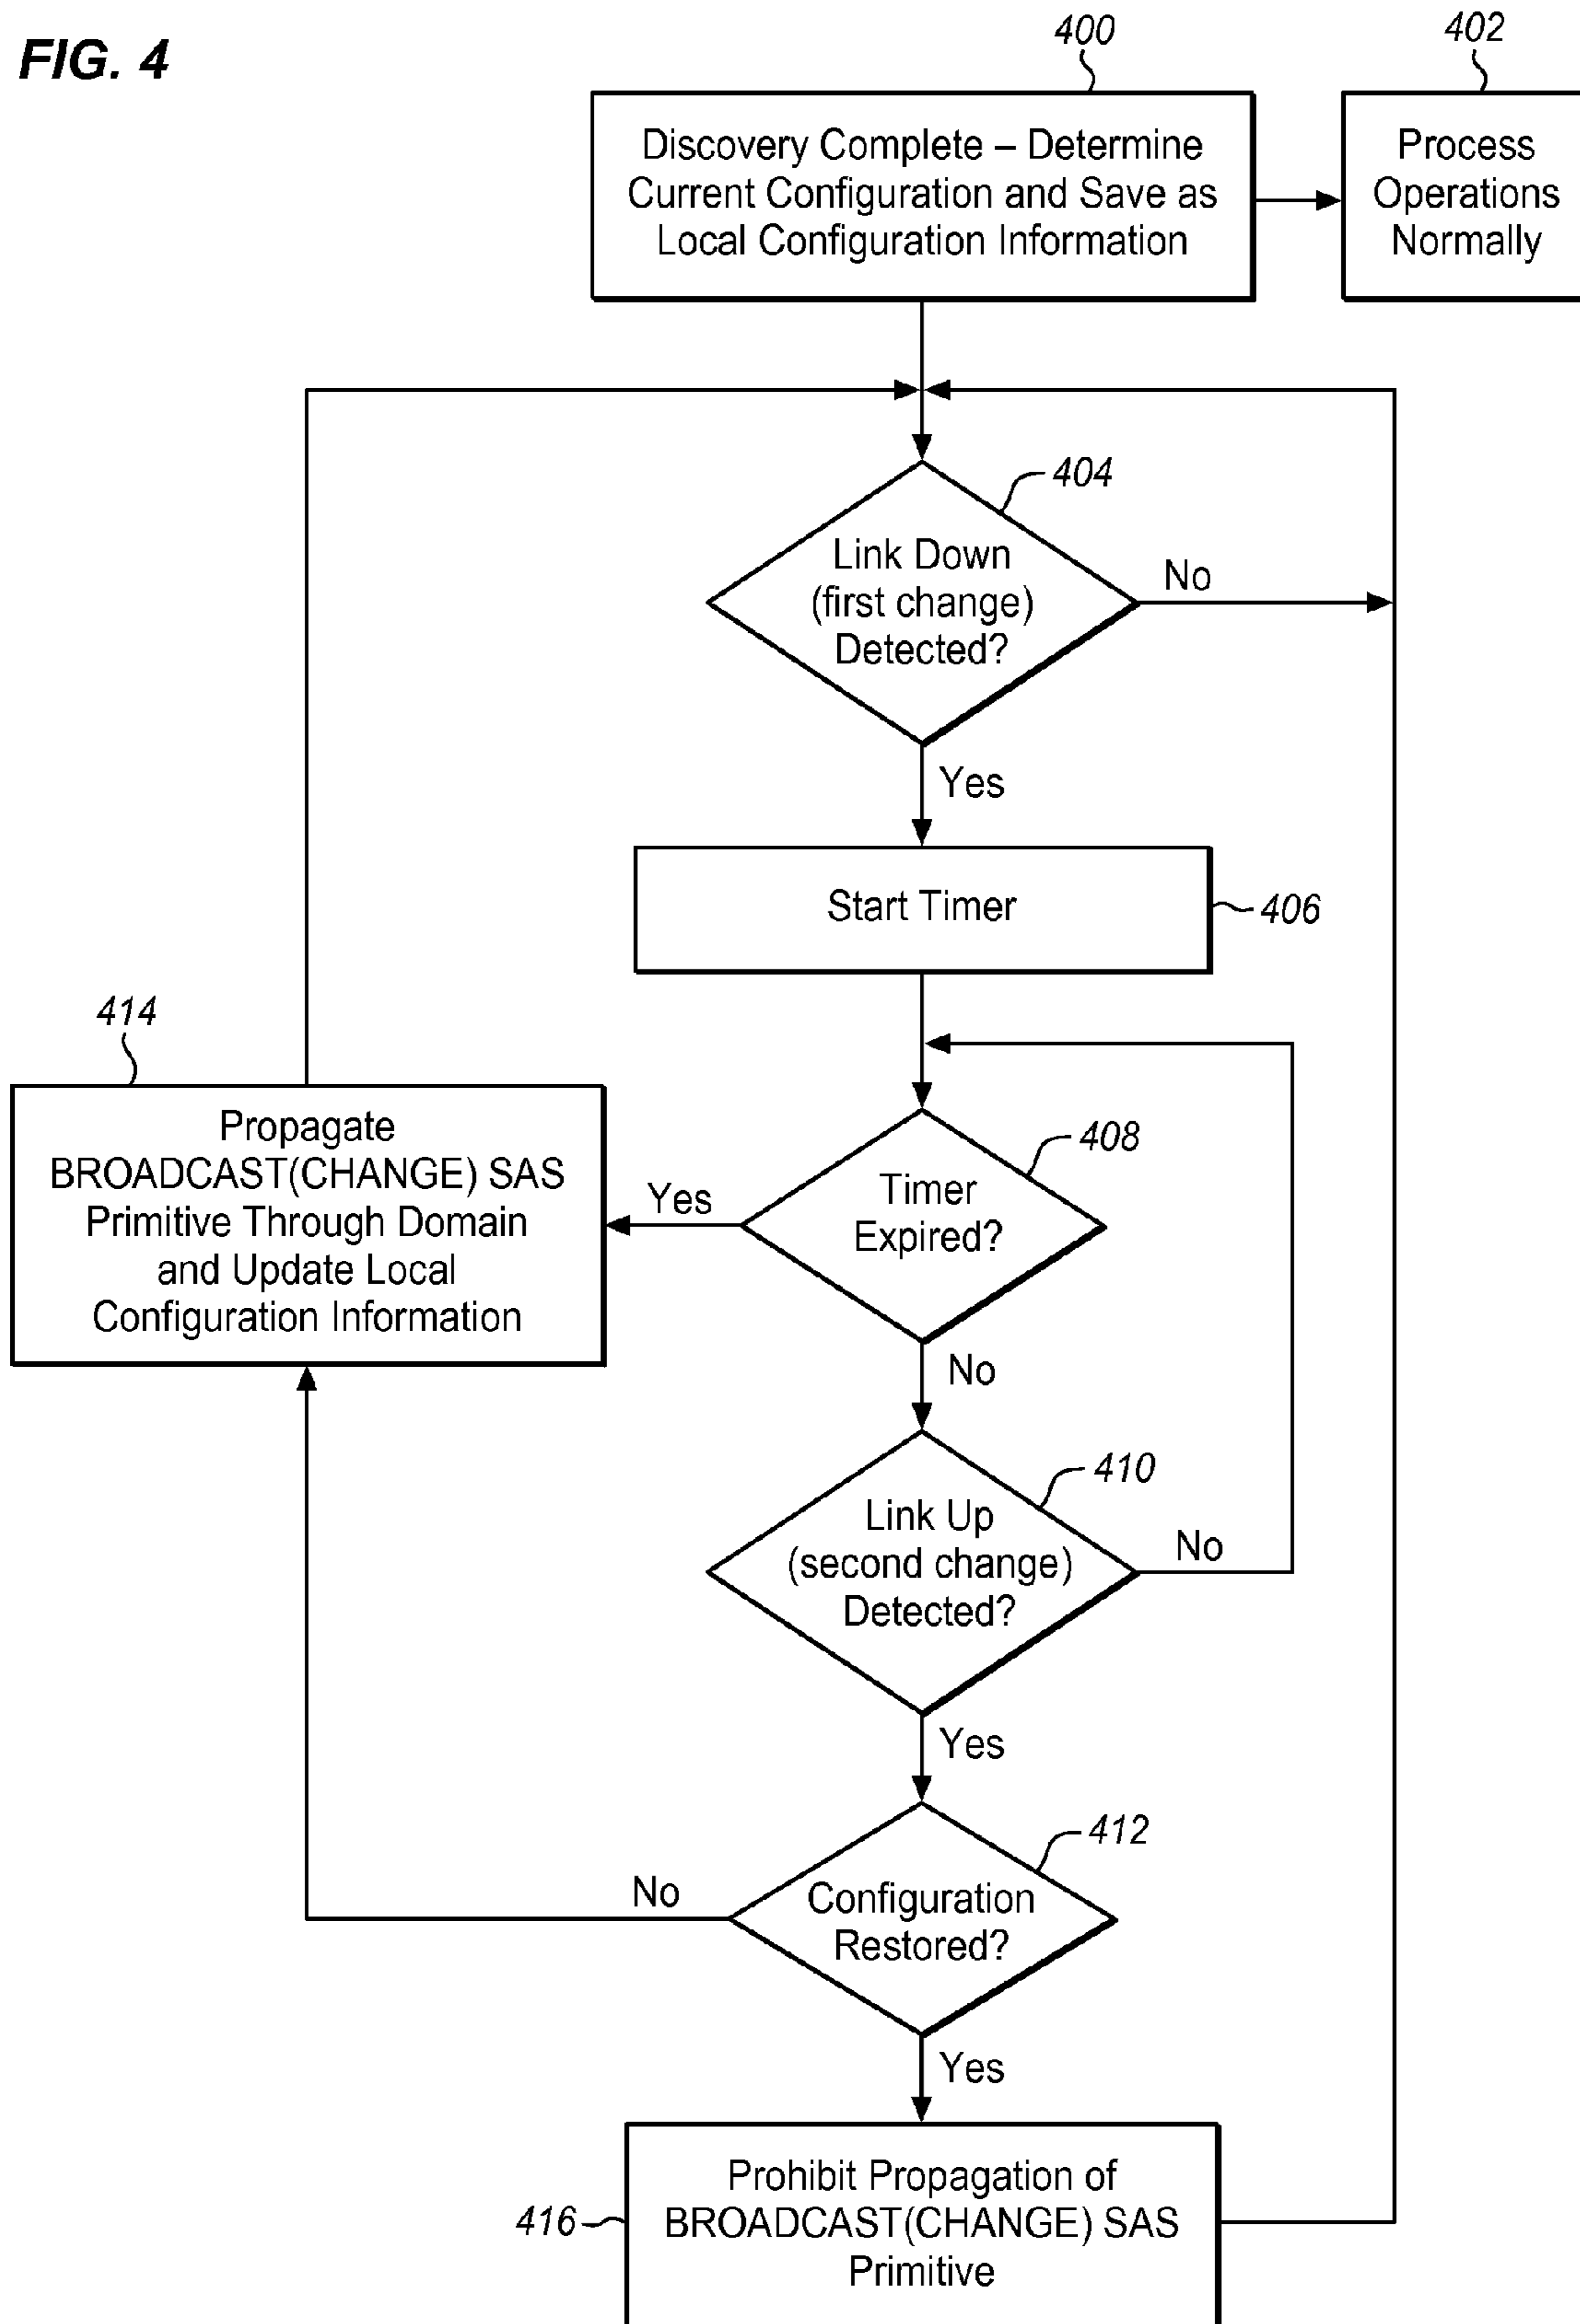 FIG. 4
400
402
Discovery Complete – Determine
Current Configuration and Save as
Local Configuration Information
Process
Operations
Normally
404
Link Down
(first change)
Detected?
No
Yes
Start Timer
406
414
Propagate
BROADCAST(CHANGE) SAS
Primitive Through Domain
and Update Local
Configuration Information
408
Timer
Expired?
Yes
No
410
Link Up
(second change)
Detected?
No
Yes
412
Configuration
Restored?
No
Yes
416
Prohibit Propagation of
BROADCAST(CHANGE) SAS
Primitive